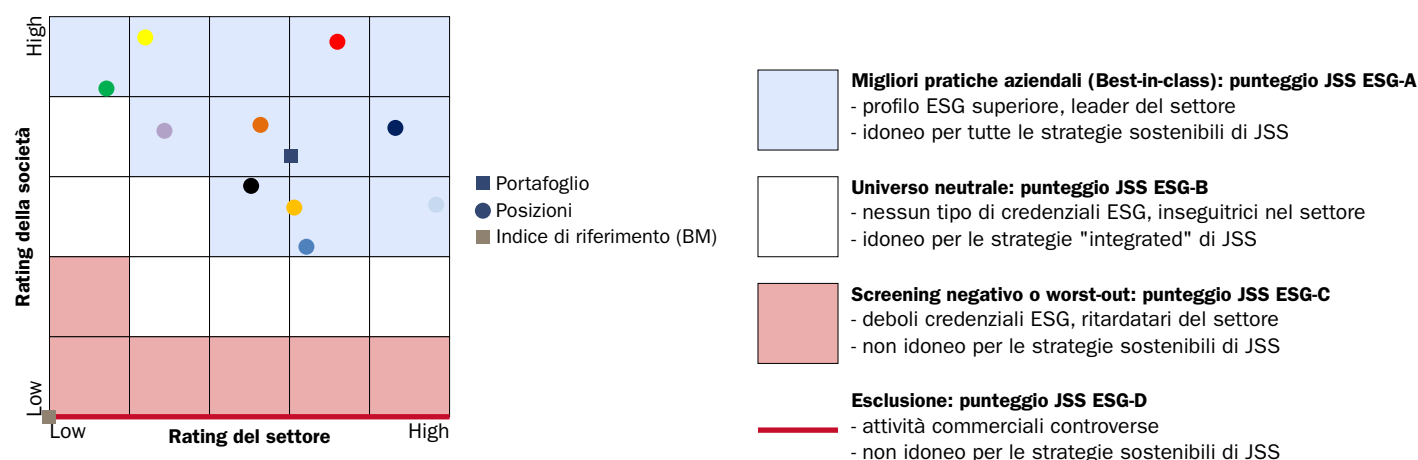 High
Rating della società
Low
Low
Rating del settore
High
Portafoglio
Posizioni
Indice di riferimento (BM)
Migliori pratiche aziendali (Best-in-class): punteggio JSS ESG-A
- profilo ESG superiore, leader del settore
- idoneo per tutte le strategie sostenibili di JSS
Universo neutrale: punteggio JSS ESG-B
- nessun tipo di credenziali ESG, inseguitrici nel settore
- idoneo per le strategie "integrated" di JSS
Screening negativo o worst-out: punteggio JSS ESG-C
- deboli credenziali ESG, ritardatari del settore
- non idoneo per le strategie sostenibili di JSS
Esclusione: punteggio JSS ESG-D
- attività commerciali controverse
- non idoneo per le strategie sostenibili di JSS